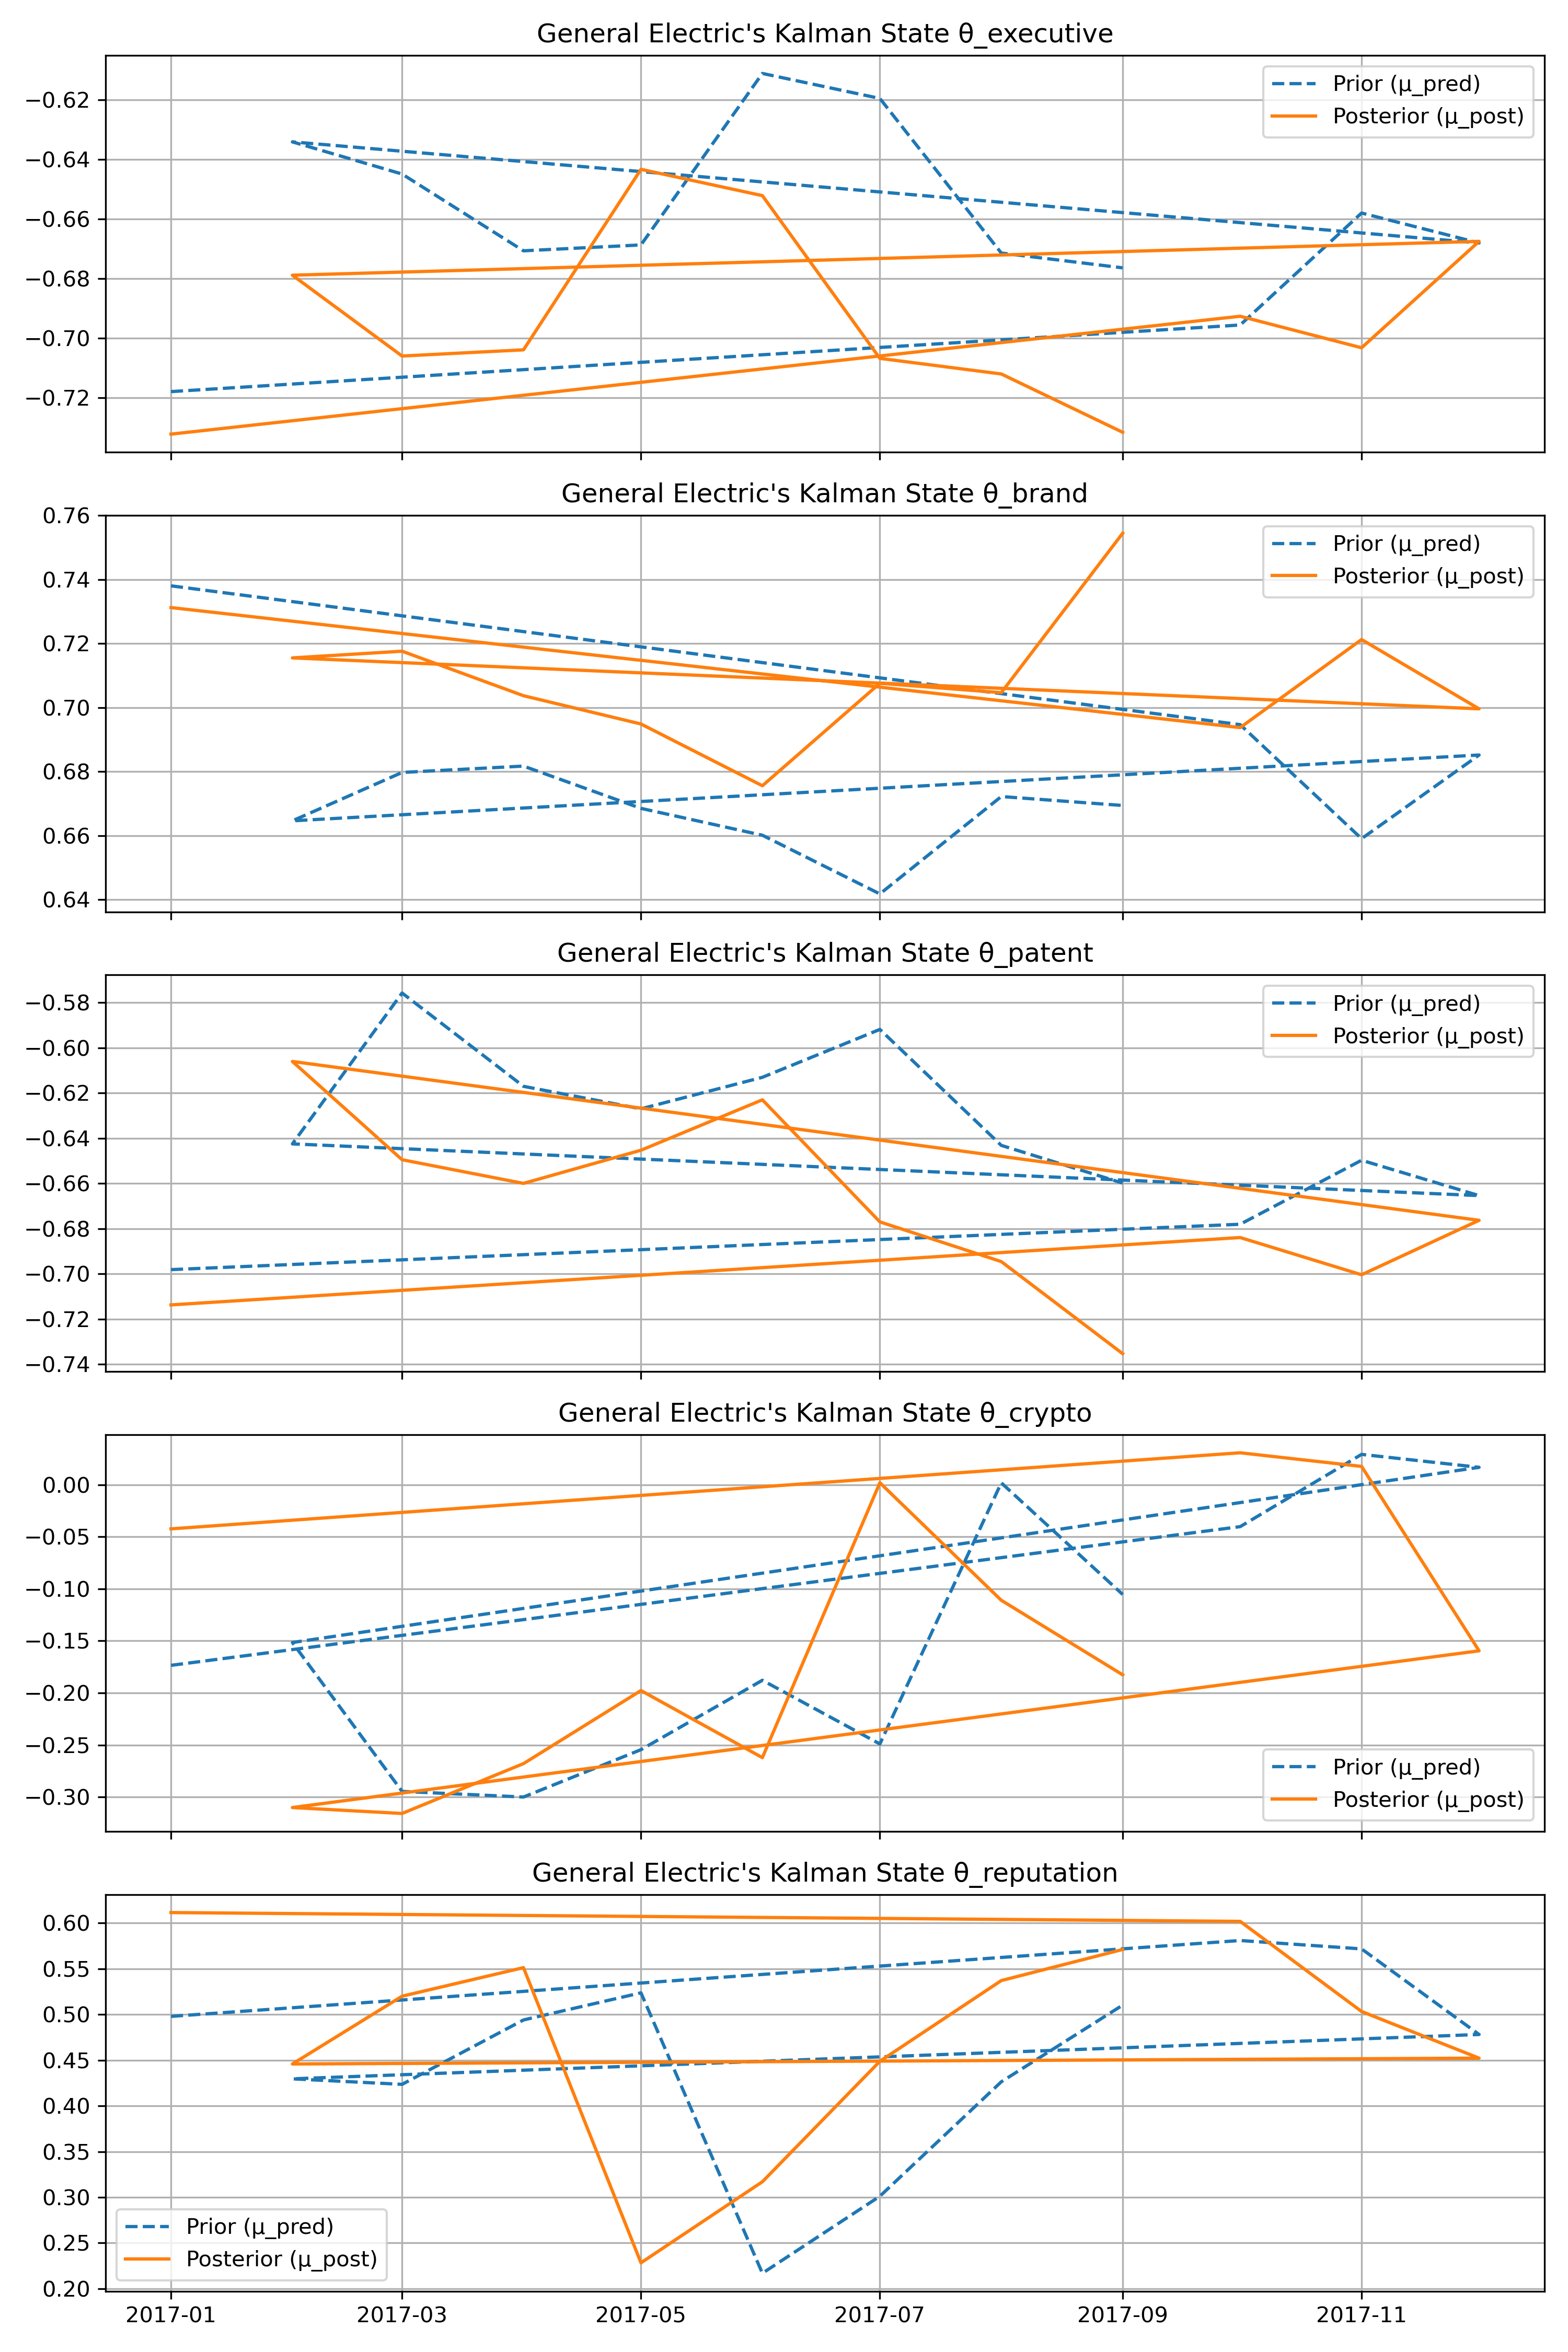 General Electric's Kalman State θ_executive
Prior (μ_pred)
Posterior (μ_post)
−0.62
−0.64
−0.66
−0.68
−0.70
−0.72
General Electric's Kalman State θ_brand
Prior (μ_pred)
Posterior (μ_post)
0.76
0.74
0.72
0.70
0.68
0.66
0.64
General Electric's Kalman State θ_patent
Prior (μ_pred)
Posterior (μ_post)
−0.58
−0.60
−0.62
−0.64
−0.66
−0.68
−0.70
−0.72
−0.74
General Electric's Kalman State θ_crypto
0.00
−0.05
−0.10
−0.15
−0.20
−0.25
−0.30
Prior (μ_pred)
Posterior (μ_post)
General Electric's Kalman State θ_reputation
0.60
0.55
0.50
0.45
0.40
0.35
0.30
0.25
0.20
Prior (μ_pred)
Posterior (μ_post)
2017-01 2017-03 2017-05 2017-07 2017-09 2017-11